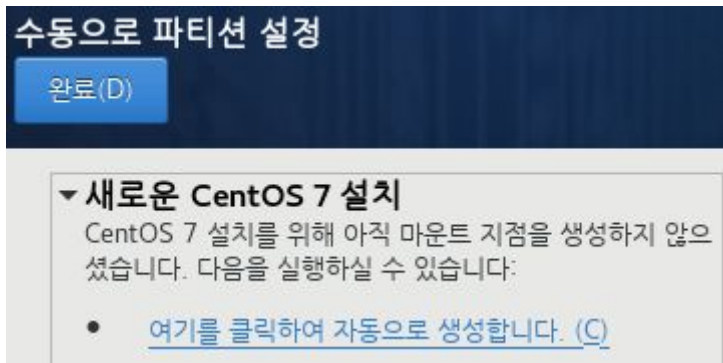 수동으로 파티션 설정
완료(D)
새로운 CentOS 7 설치
CentOS 7 설치를 위해 아직 마운트 지점을 생성하지 않으
셨습니다. 다음을 실행하실 수 있습니다:
• 여기를 클릭하여 자동으로 생성합니다. (C)